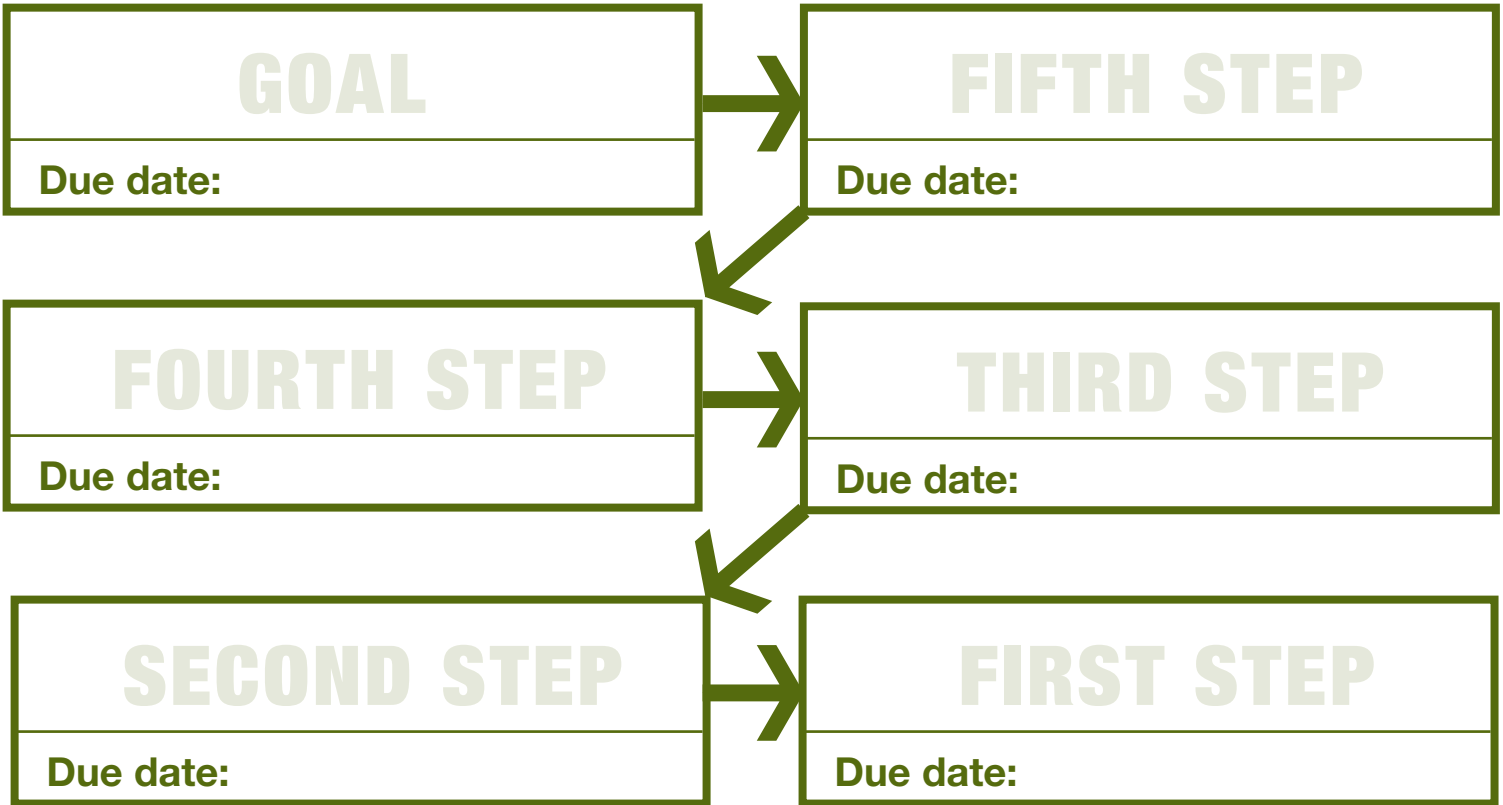 GOAL
Due date:
FIFTH STEP
Due date:
FOURTH STEP
Due date:
THIRD STEP
Due date:
SECOND STEP
Due date:
FIRST STEP
Due date: